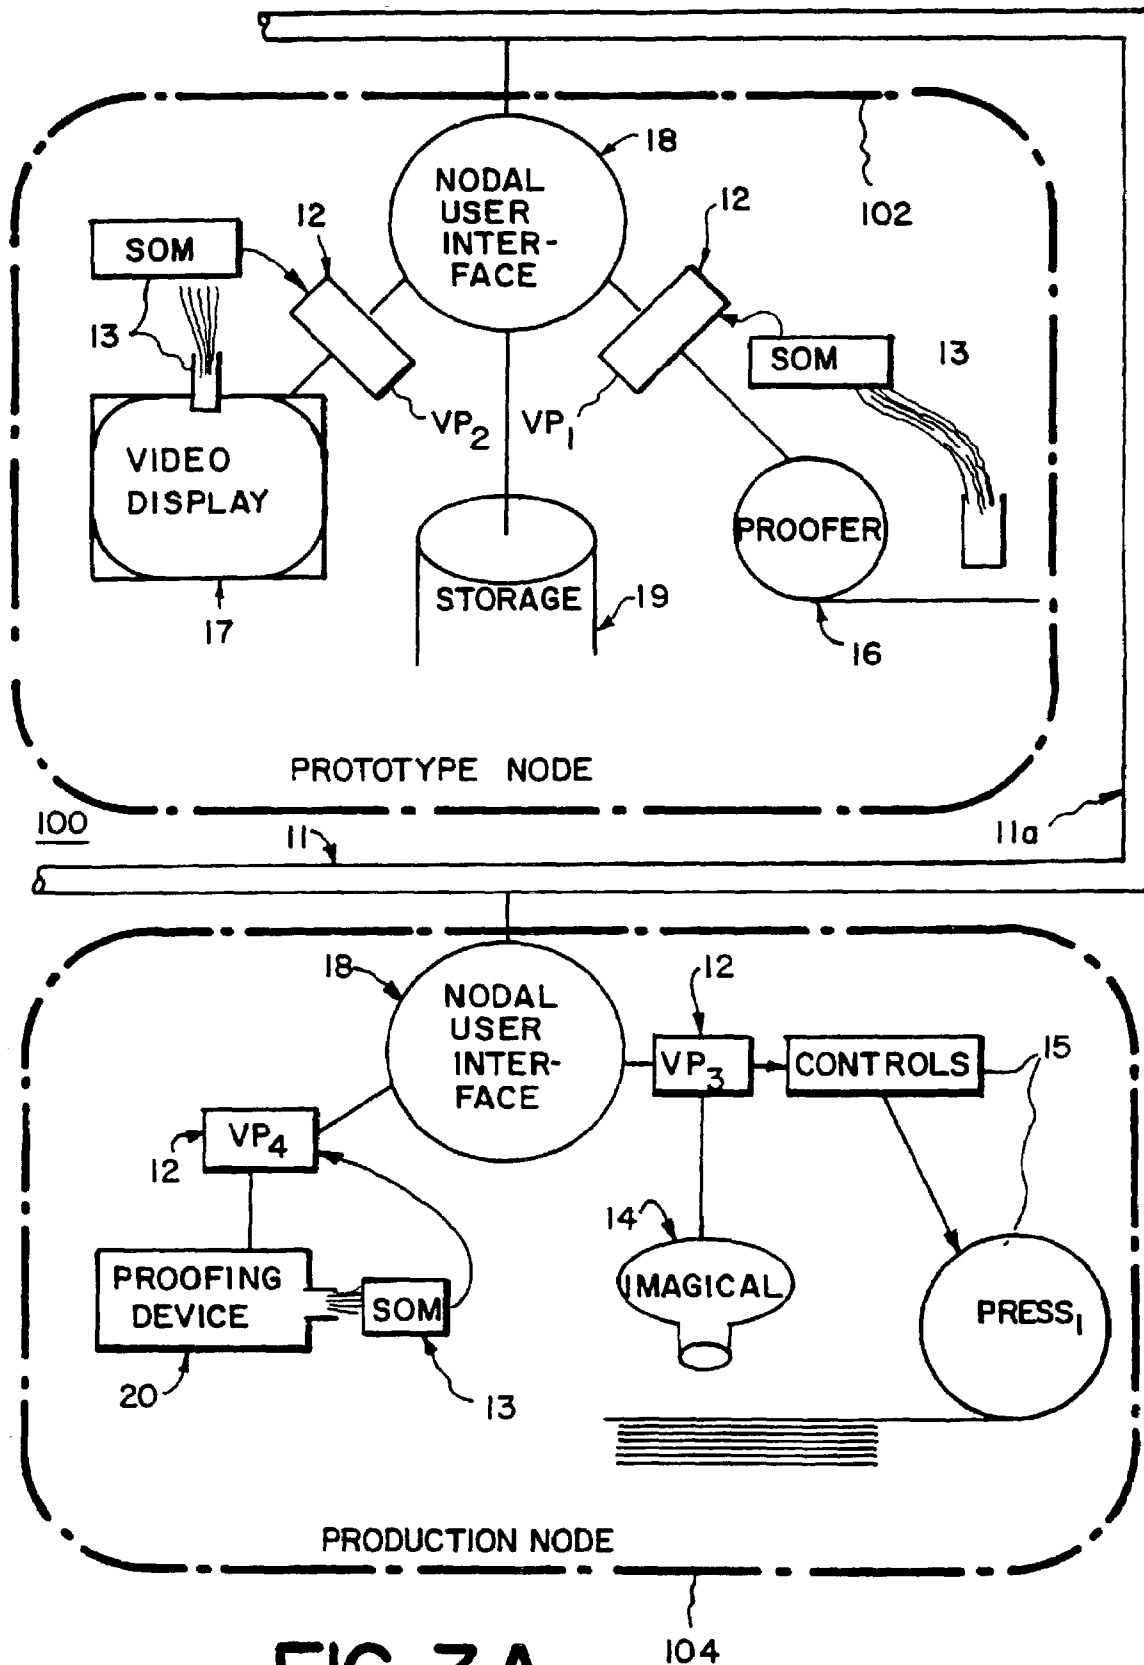 18
NODAL
USER
INTER-
FACE
102
12
12
SOM
13
SOM
13
VP2
VP1
VIDEO
DISPLAY
PROOFER
STORAGE
19
17
16
PROTOTYPE NODE
100
11
11a
18
NODAL
USER
INTER-
FACE
12
VP3
CONTROLS
15
VP4
12
14
IMAGICAL
PROOFING
DEVICE
SOM
PRESS1
20
13
PRODUCTION NODE
104
FIG. 3A